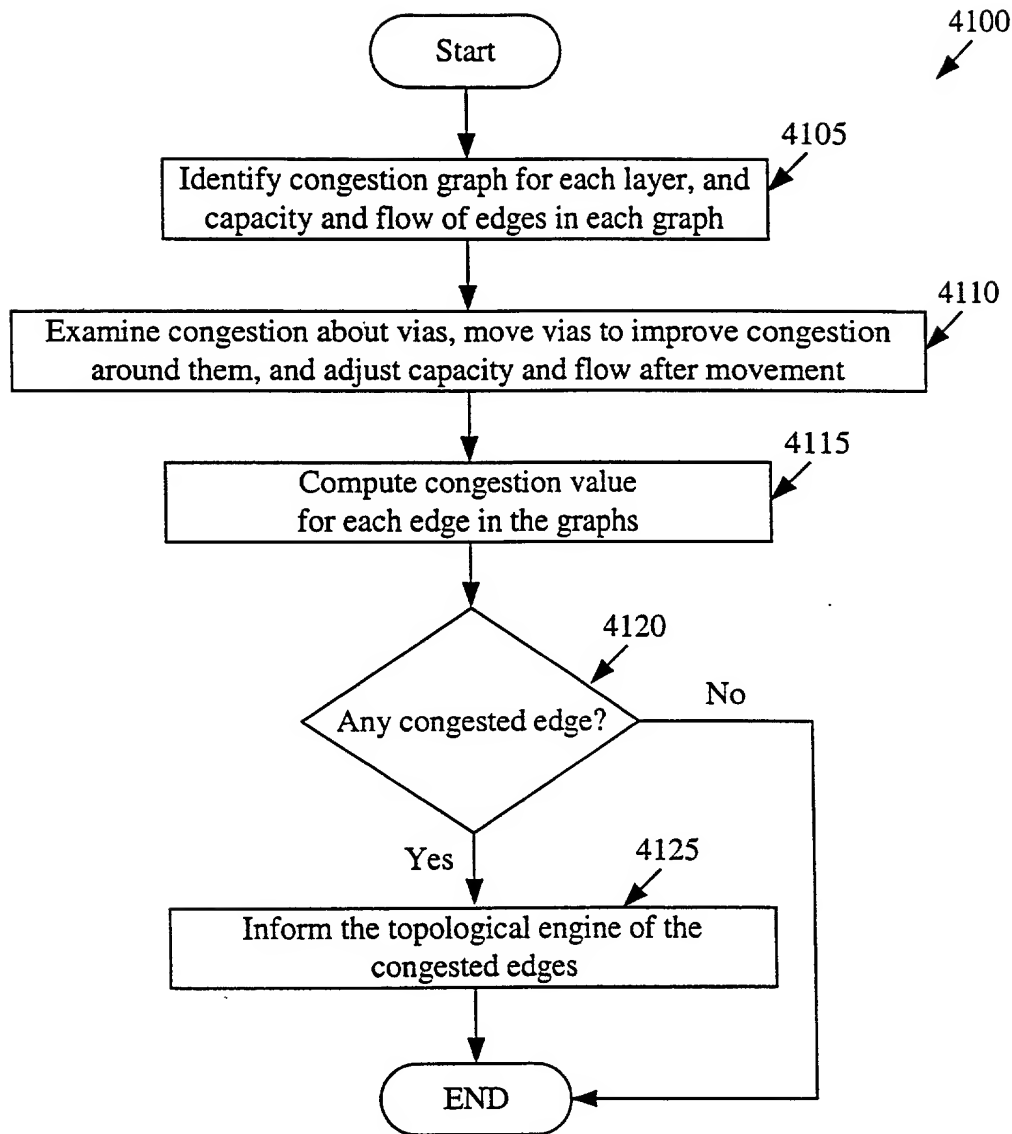 4100
Start
4105
Identify congestion graph for each layer, and
capacity and flow of edges in each graph
4110
Examine congestion about vias, move vias to improve congestion
around them, and adjust capacity and flow after movement
4115
Compute congestion value
for each edge in the graphs
4120
Any congested edge?
No
Yes
4125
Inform the topological engine of the
congested edges
END